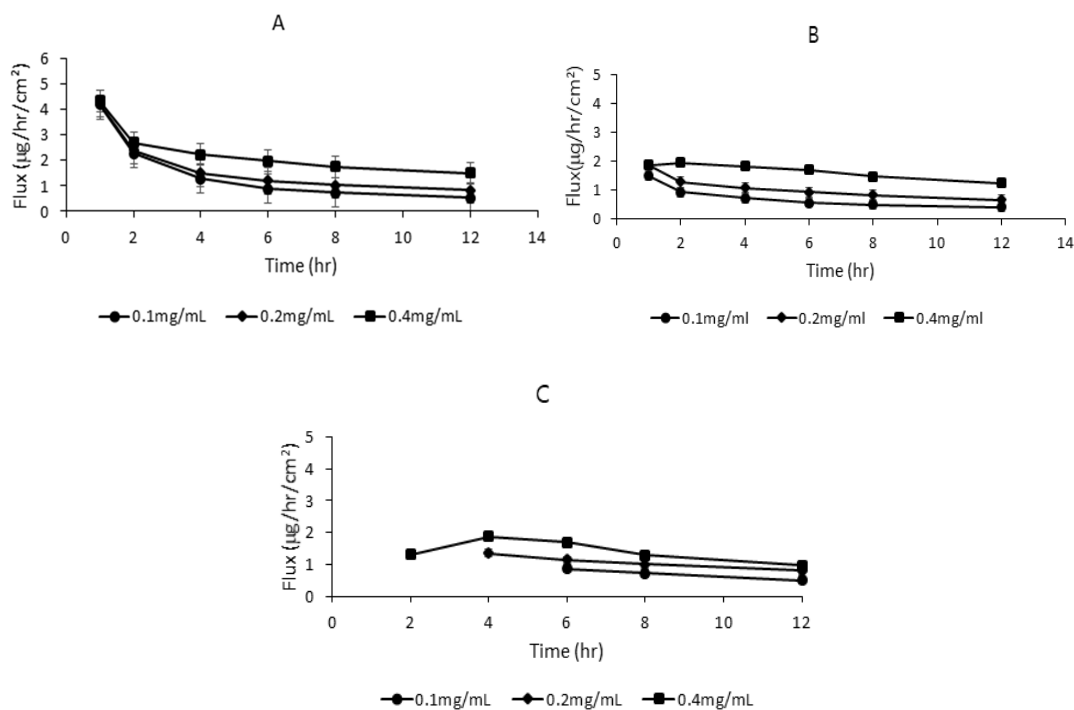 A
Flux (µg/hr/cm²)
6
5
4
3
2
1
0
0 2 4 6 8 10 12 14
Time (hr)
0.1mg/mL 0.2mg/mL 0.4mg/mL
B
Flux(µg/hr/cm²)
5
4
3
2
1
0
0 2 4 6 8 10 12 14
Time (hr)
0.1mg/ml 0.2mg/ml 0.4mg/ml
C
Flux (µg/hr/cm²)
5
4
3
2
1
0
0 2 4 6 8 10 12
Time (hr)
0.1mg/mL 0.2mg/mL 0.4mg/mL